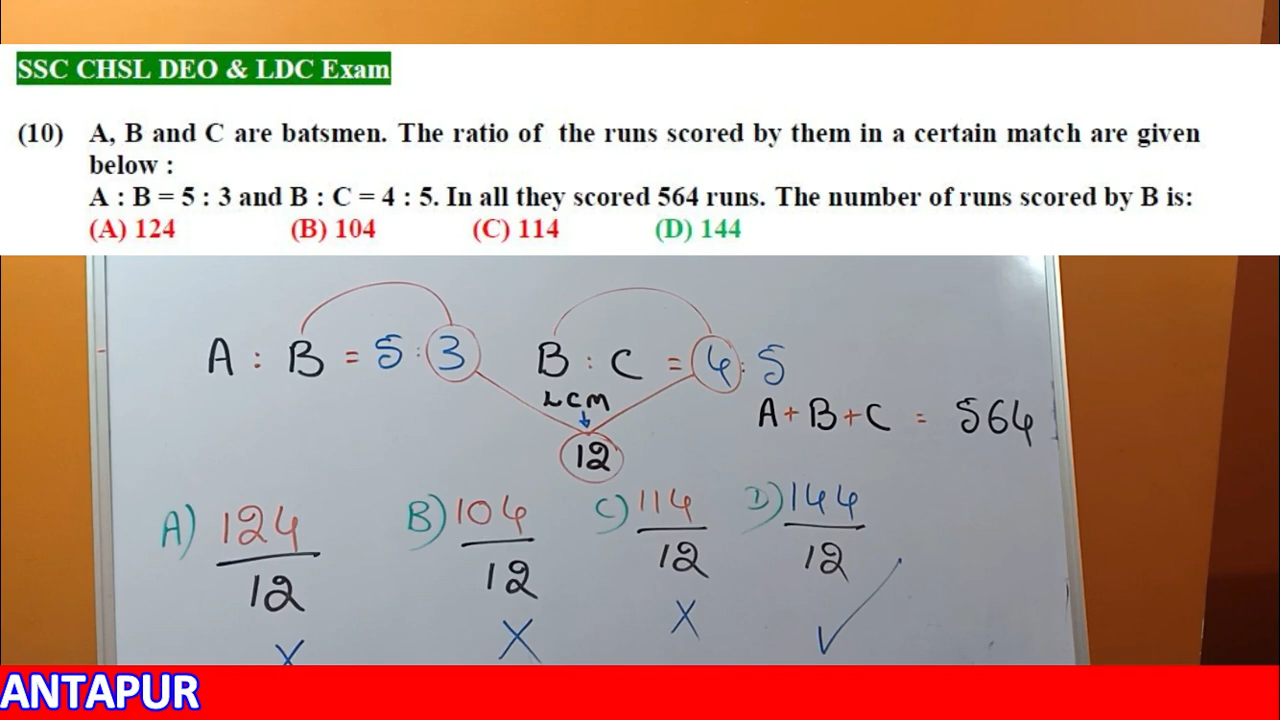 SSC CHSL DEO & LDC Exam
(10) A, B and C are batsmen. The ratio of the runs scored by them in a certain match are given
below :
A : B = 5 : 3 and B : C = 4 : 5. In all they scored 564 runs. The number of runs scored by B is:
(A) 124 (B) 104 (C) 114 (D) 144
A : B = 5 : 3 B : C = 4 : 5
LCM
A+B+C = 564
12
A) 124 B) 104 C) 114 D) 144
12 12 12 12
X X X ✓
ANTAPUR